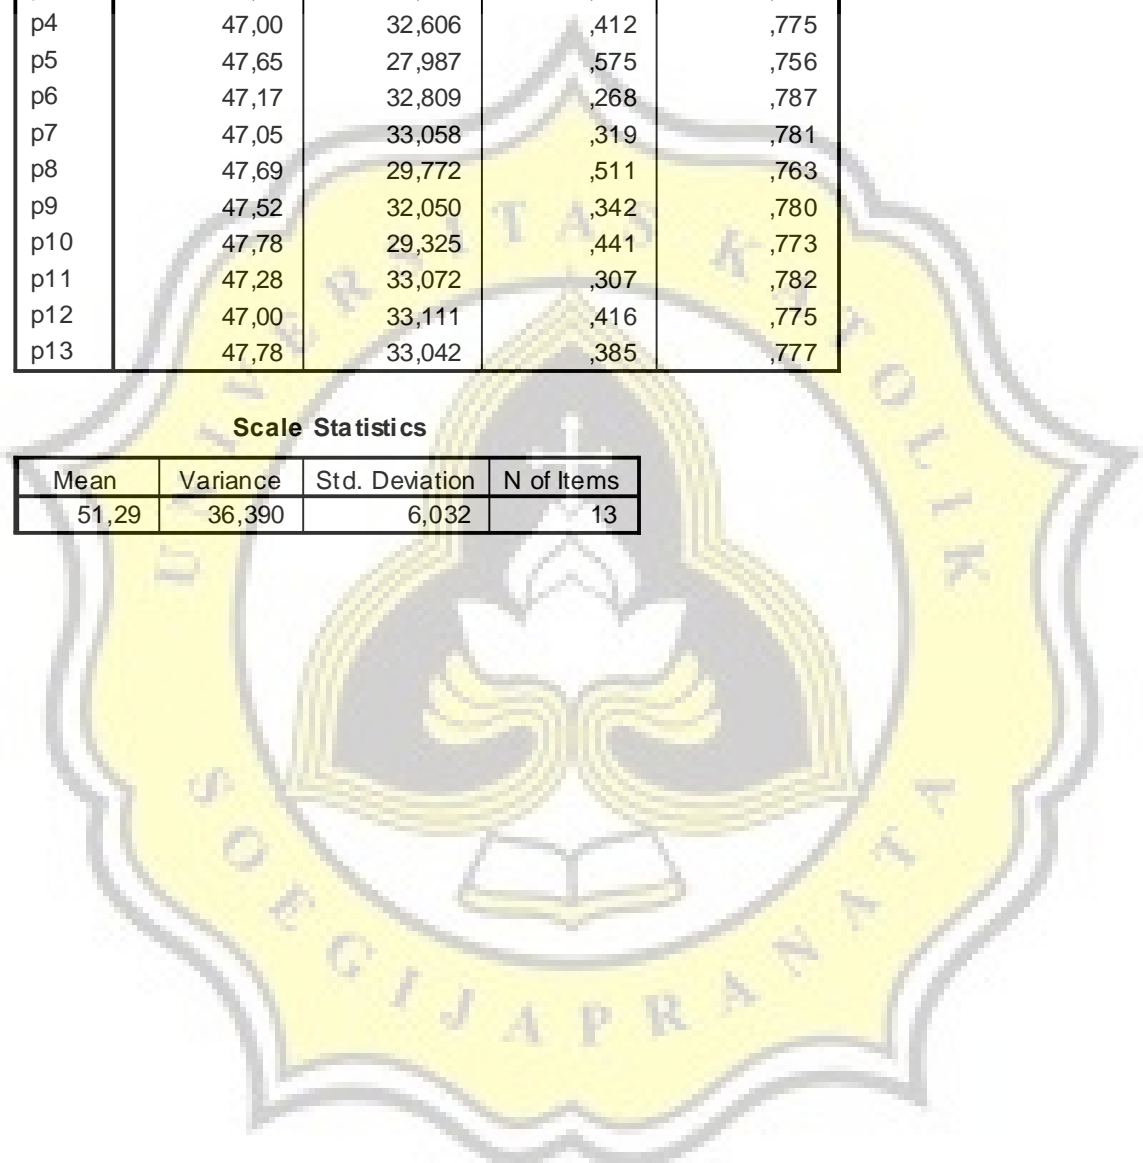 p4 47,00 32,606 ,412 ,775
p5 47,65 27,987 ,575 ,756
p6 47,17 32,809 ,268 ,787
p7 47,05 33,058 ,319 ,781
p8 47,69 29,772 ,511 ,763
p9 47,52 32,050 ,342 ,780
p10 47,78 29,325 ,441 ,773
p11 47,28 33,072 ,307 ,782
p12 47,00 33,111 ,416 ,775
p13 47,78 33,042 ,385 ,777
Scale Statistics
Mean Variance Std. Deviation N of Items
51,29 36,390 6,032 13
UNIVERSITAS KATOLIK
SOEGIJAPRANATA